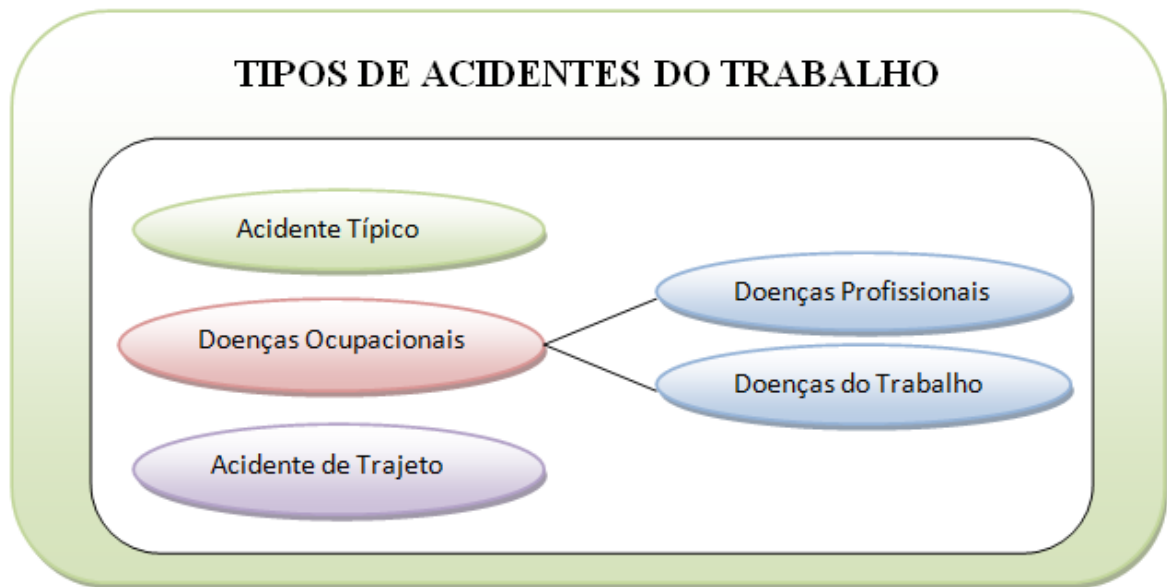 TIPOS DE ACIDENTES DO TRABALHO
Acidente Típico
Doenças Ocupacionais
Doenças Profissionais
Doenças do Trabalho
Acidente de Trajeto